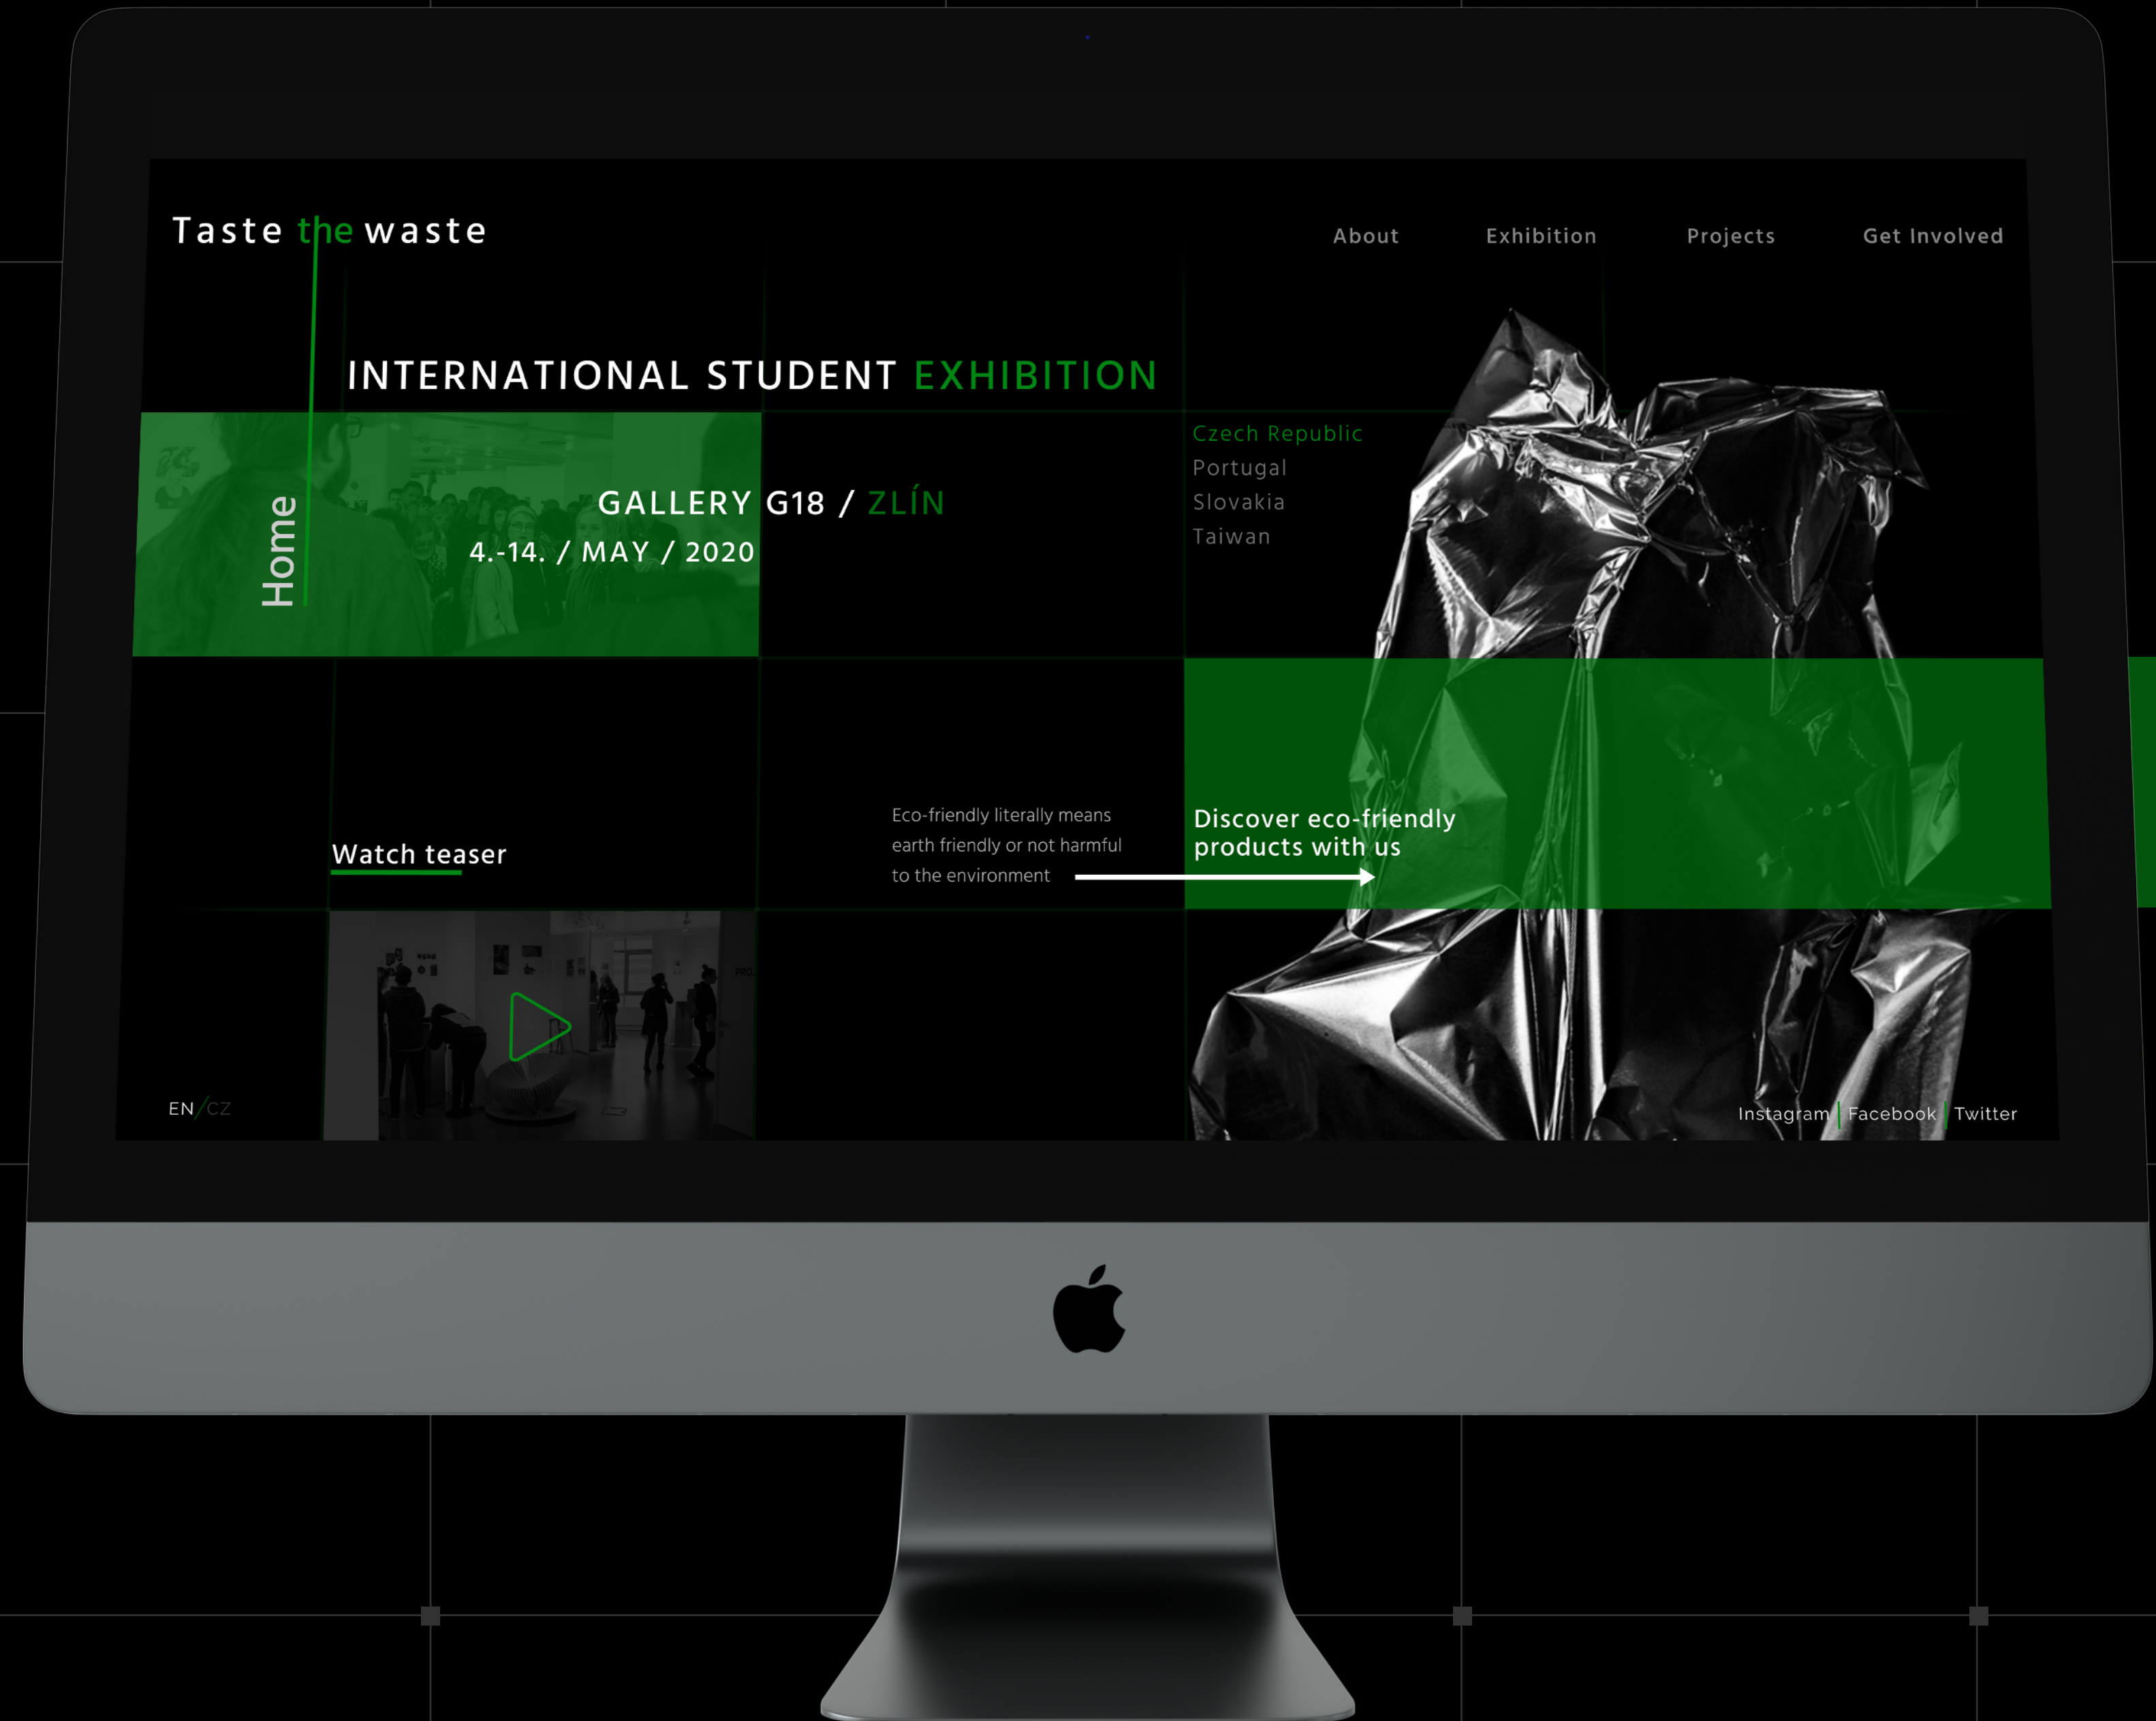 Taste the waste
About
Exhibition
Projects
Get Involved
INTERNATIONAL STUDENT EXHIBITION
Home
GALLERY G18 / ZLÍN
4.-14. / MAY / 2020
Czech Republic
Portugal
Slovakia
Taiwan
Watch teaser
Eco-friendly literally means
earth friendly or not harmful
to the environment
Discover eco-friendly
products with us
PROJ
EN/CZ
Instagram | Facebook | Twitter